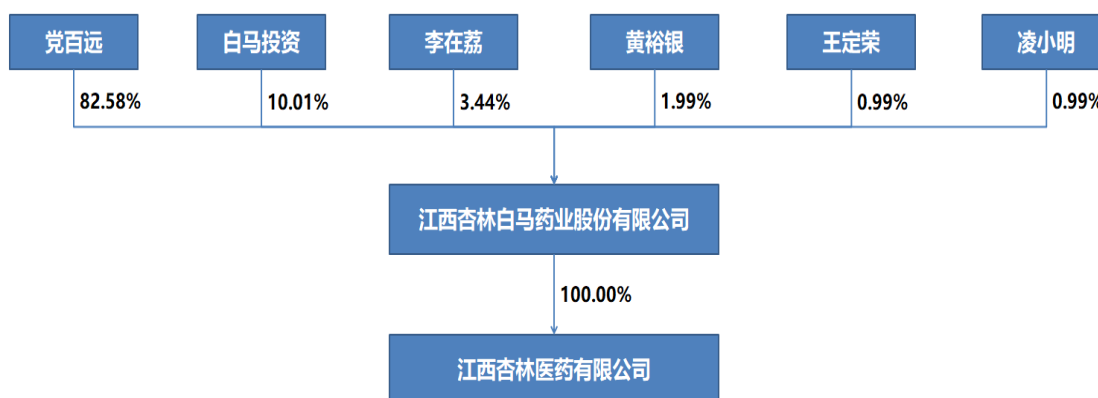 党百远
白马投资
李在荔
黄裕银
王定荣
凌小明
82.58%
10.01%
3.44%
1.99%
0.99%
0.99%
江西杏林白马药业股份有限公司
100.00%
江西杏林医药有限公司